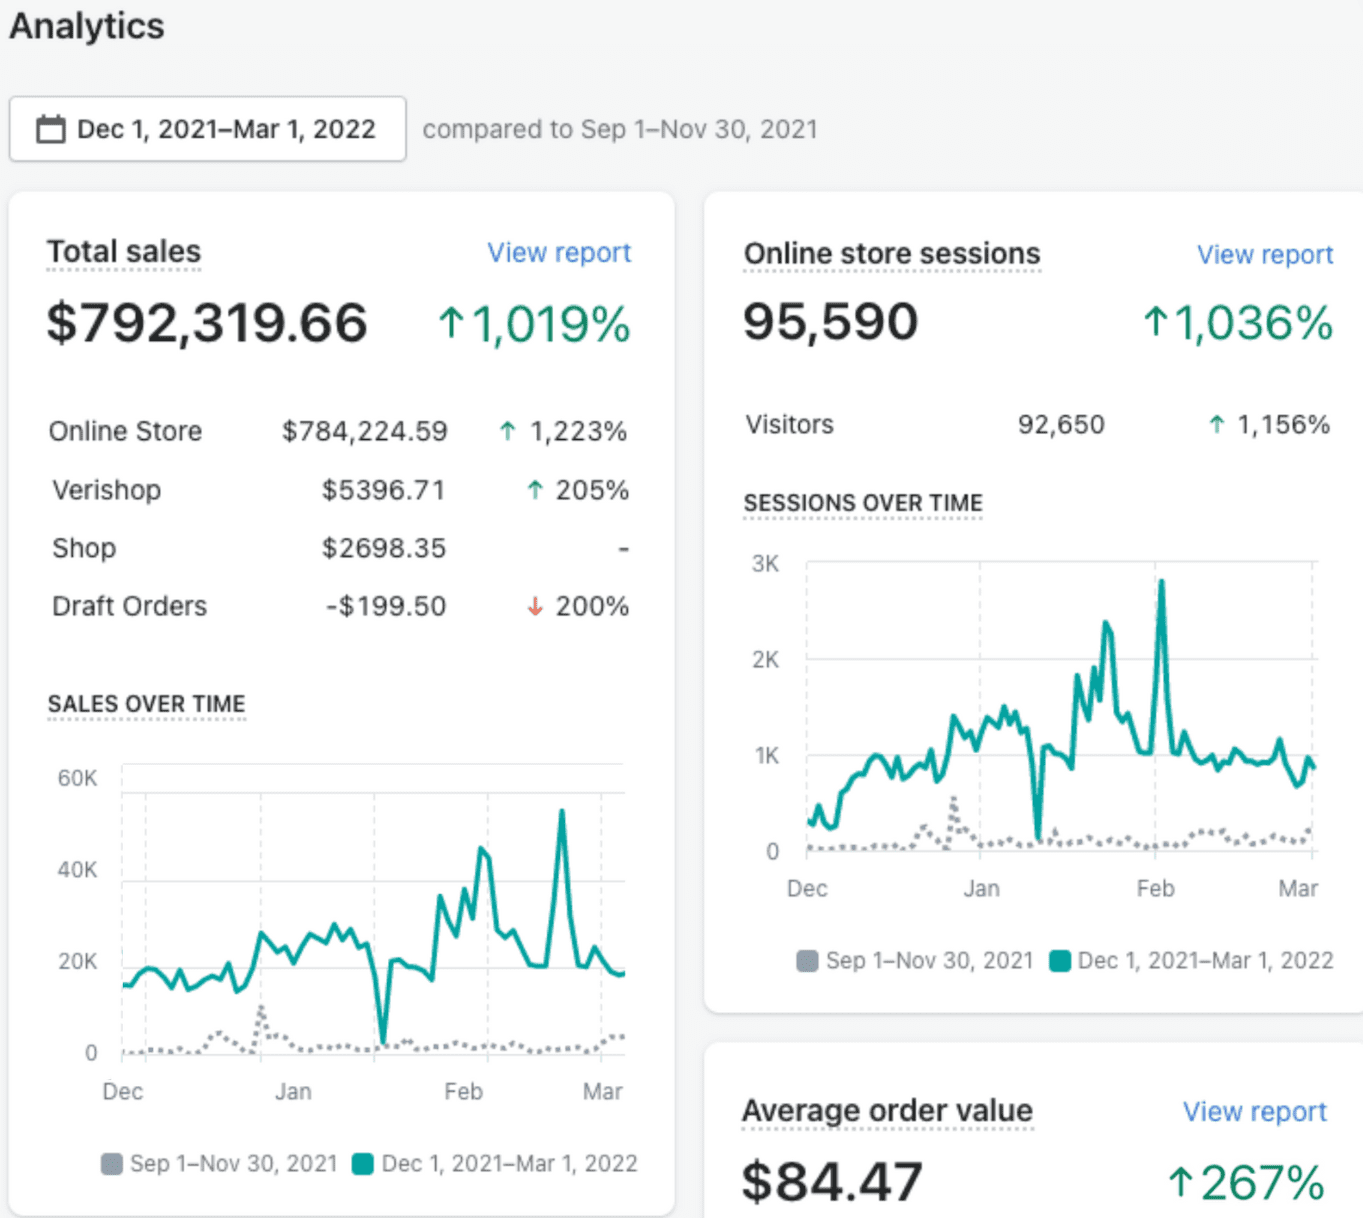 Analytics
Dec 1, 2021–Mar 1, 2022 compared to Sep 1–Nov 30, 2021
Total sales View report
$792,319.66 ↑1,019%
Online Store $784,224.59 ↑ 1,223%
Verishop $5396.71 ↑ 205%
Shop $2698.35 -
Draft Orders -$199.50 ↓ 200%
SALES OVER TIME
60K
40K
20K
0
Dec Jan Feb Mar
Sep 1–Nov 30, 2021 Dec 1, 2021–Mar 1, 2022
Online store sessions View report
95,590 ↑1,036%
Visitors 92,650 ↑ 1,156%
SESSIONS OVER TIME
3K
2K
1K
0
Dec Jan Feb Mar
Sep 1–Nov 30, 2021 Dec 1, 2021–Mar 1, 2022
Average order value View report
$84.47 ↑267%